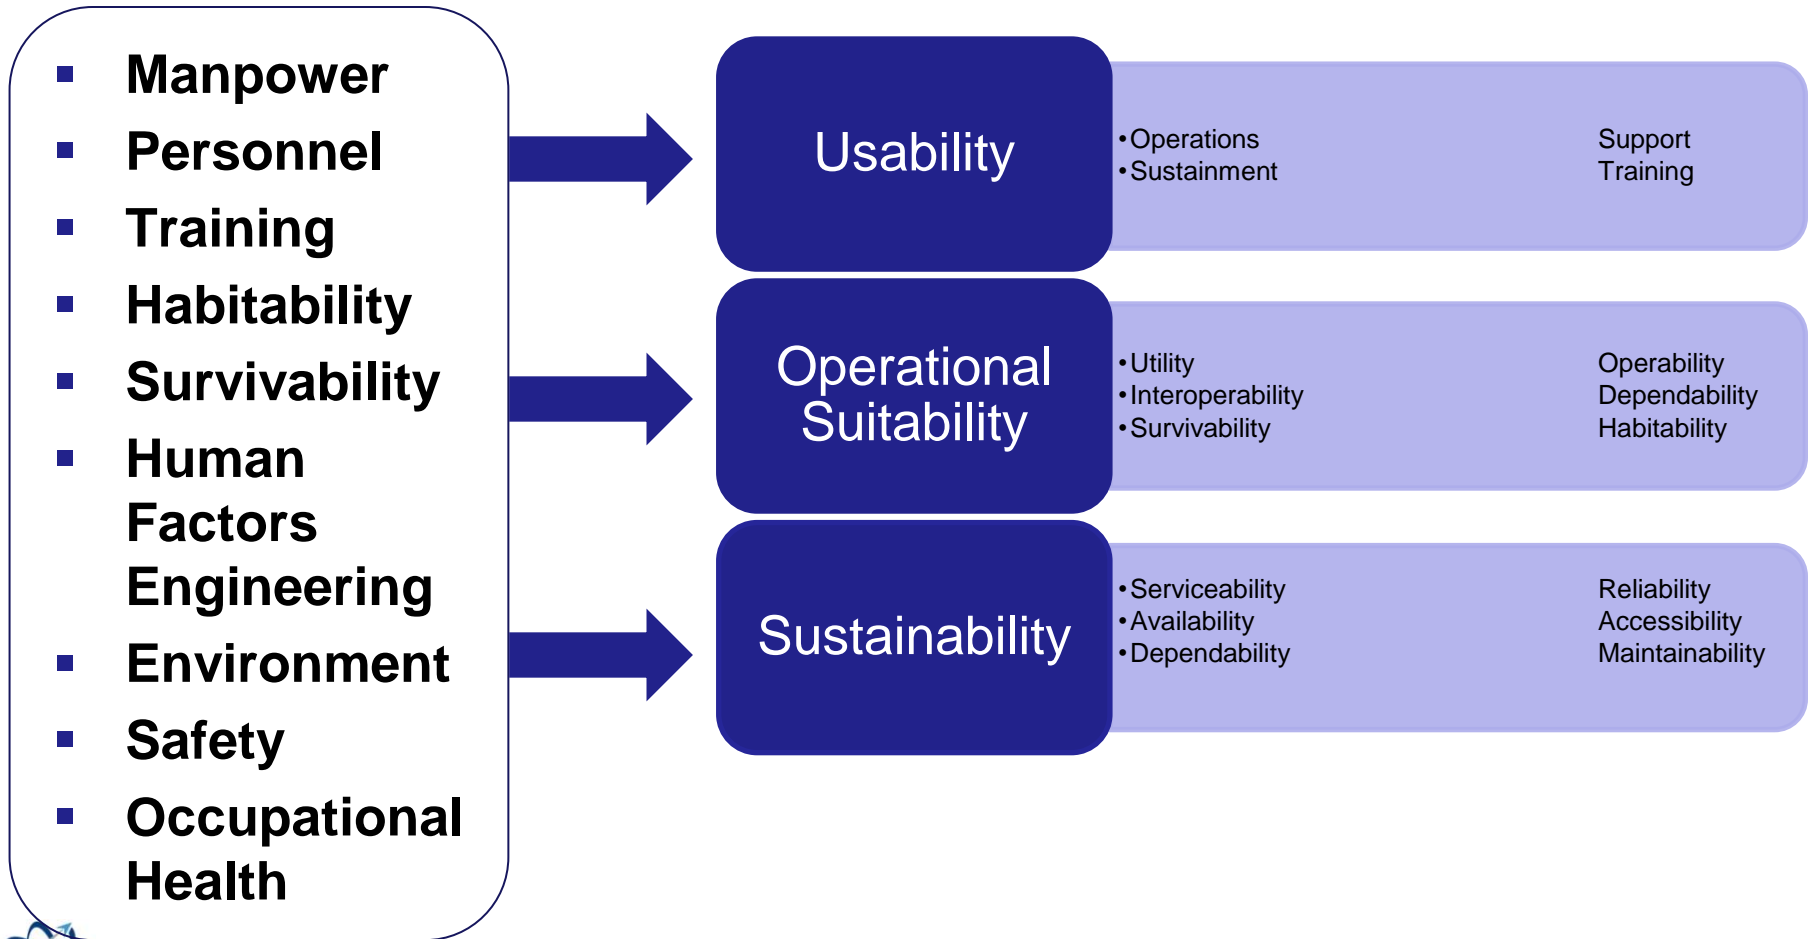 ▪ Manpower
▪ Personnel
▪ Training
▪ Habitability
▪ Survivability
▪ Human
Factors
Engineering
▪ Environment
▪ Safety
▪ Occupational
Health
Usability
•Operations Support
•Sustainment Training
Operational
Suitability
•Utility Operability
•Interoperability Dependability
•Survivability Habitability
Sustainability
•Serviceability Reliability
•Availability Accessibility
•Dependability Maintainability